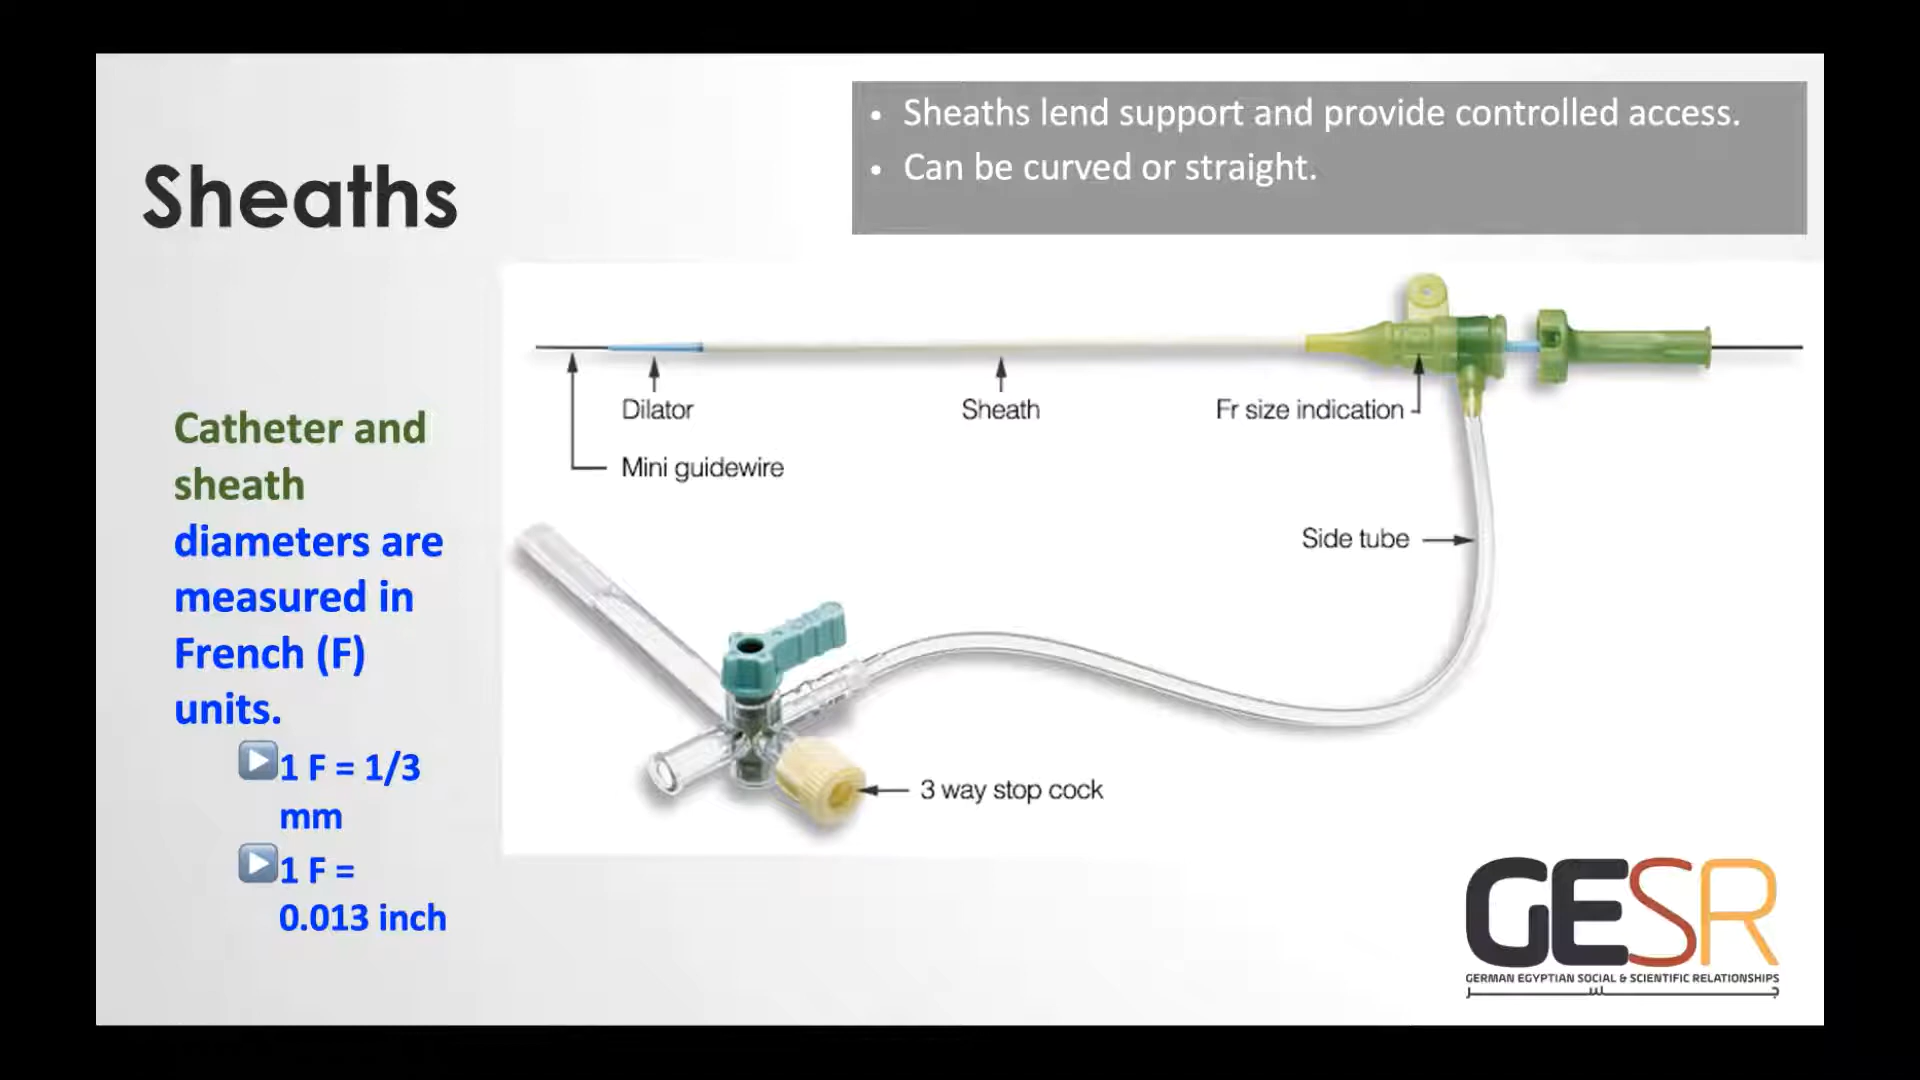 Sheaths
• Sheaths lend support and provide controlled access.
• Can be curved or straight.
Catheter and
sheath
diameters are
measured in
French (F)
units.
1 F = 1/3
mm
1 F =
0.013 inch
Dilator
Sheath
Fr size indication
Mini guidewire
Side tube
3 way stop cock
GESR
GERMAN EGYPTIAN SOCIAL & SCIENTIFIC RELATIONSHIPS
جسر